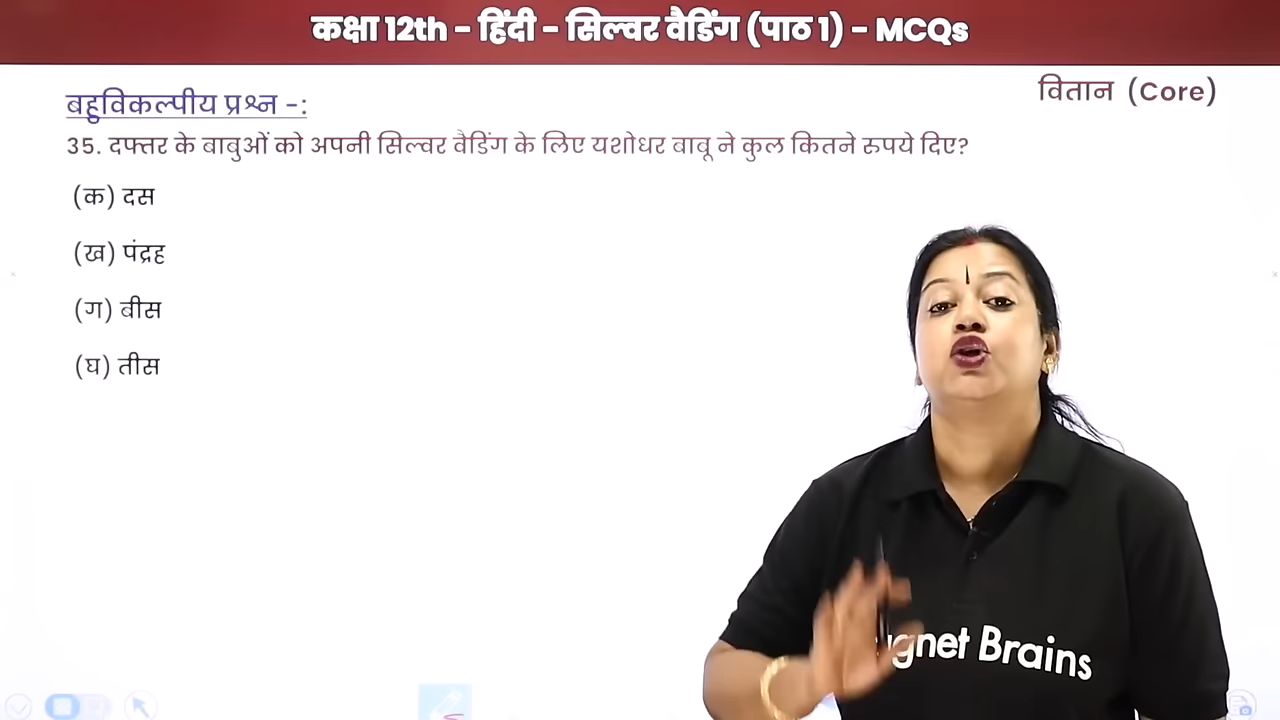 कक्षा 12th - हिंदी - सिल्वर वैडिंग (पाठ 1) - MCQs
वितान (Core)
बहुविकल्पीय प्रश्न -:
35. दफ्तर के बाबुओं को अपनी सिल्वर वैडिंग के लिए यशोधर बाबू ने कुल कितने रुपये दिए?
(क) दस
(ख) पंद्रह
(ग) बीस
(घ) तीस
gnet Brains